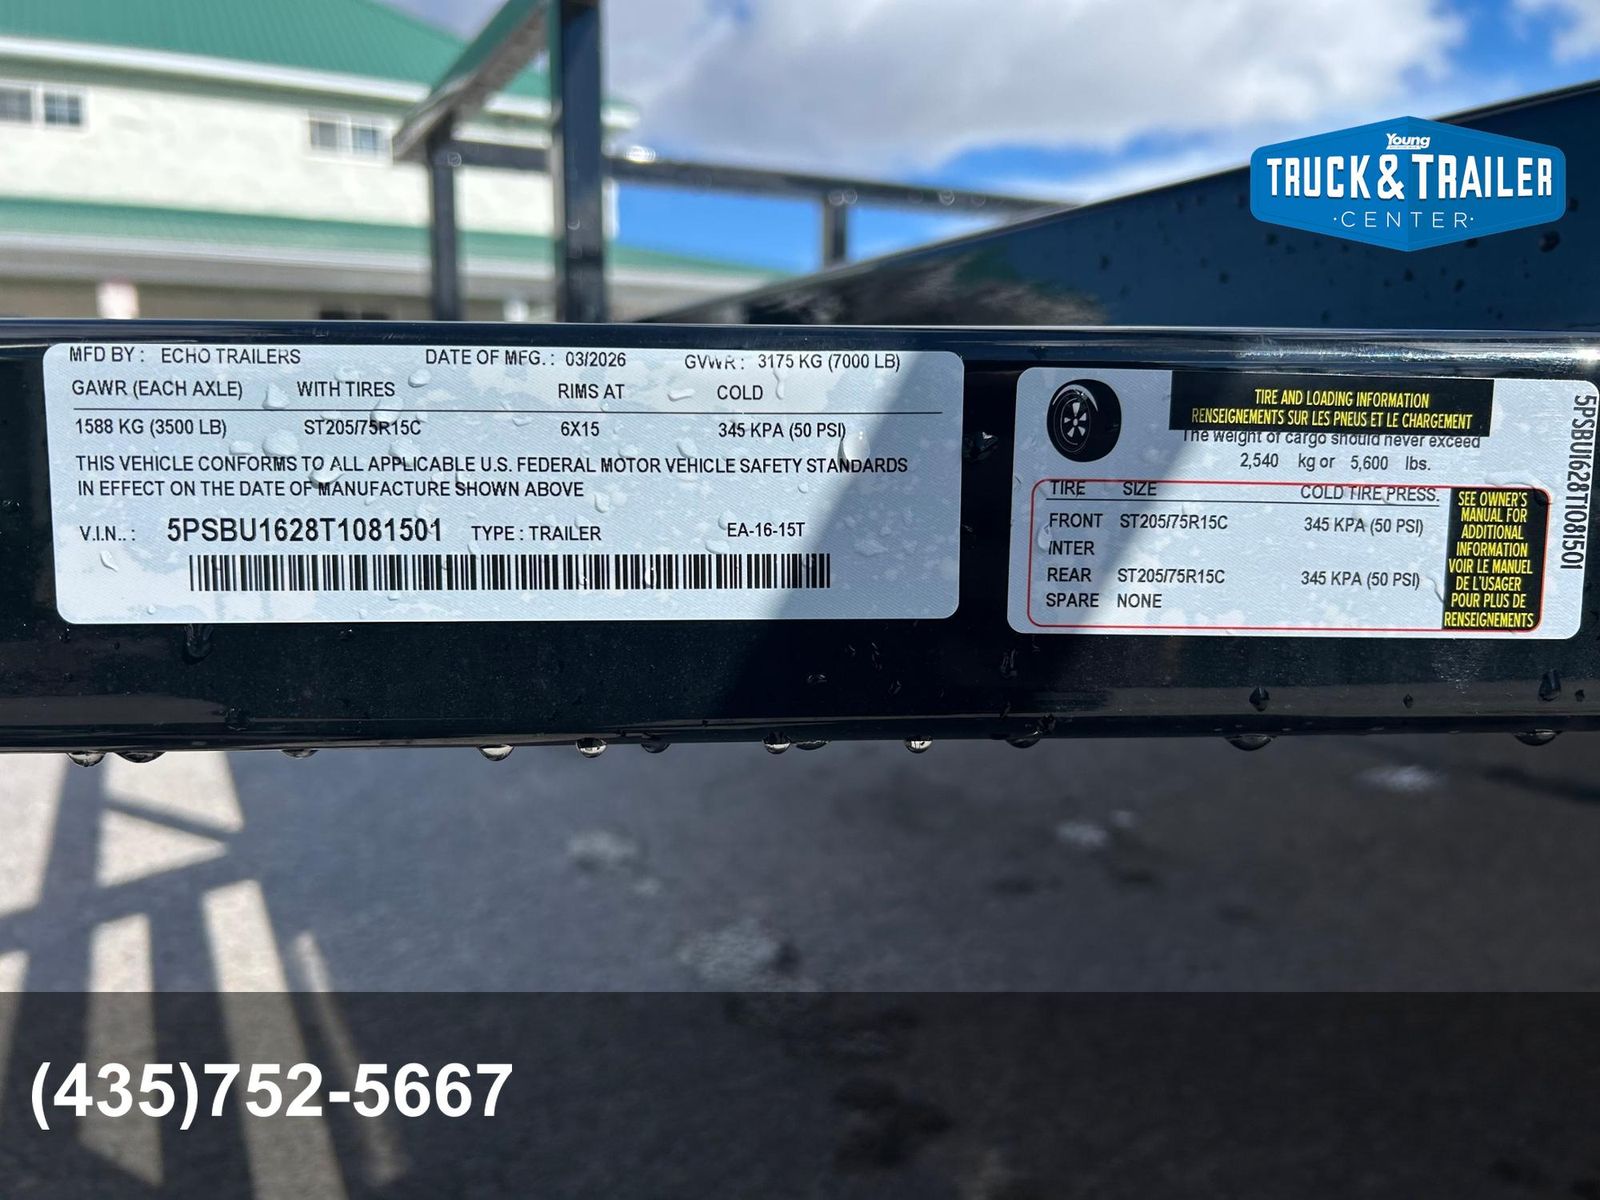 Young
TRUCK & TRAILER
·CENTER·
MFD BY : ECHO TRAILERS DATE OF MFG. : 03/2026 GVWR : 3175 KG (7000 LB)
GAWR (EACH AXLE) WITH TIRES RIMS AT COLD
1588 KG (3500 LB) ST205/75R15C 6X15 345 KPA (50 PSI)
THIS VEHICLE CONFORMS TO ALL APPLICABLE U.S. FEDERAL MOTOR VEHICLE SAFETY STANDARDS
IN EFFECT ON THE DATE OF MANUFACTURE SHOWN ABOVE
V.I.N.. : 5PSBU1628T1081501 TYPE : TRAILER EA-16-15T
TIRE AND LOADING INFORMATION
RENSEIGNEMENTS SUR LES PNEUS ET LE CHARGEMENT
The weight of cargo should never exceed
2,540 kg or 5,600 lbs.
TIRE SIZE COLD TIRE PRESS.
FRONT ST205/75R15C 345 KPA (50 PSI)
INTER
REAR ST205/75R15C 345 KPA (50 PSI)
SPARE NONE
SEE OWNER'S
MANUAL FOR
ADDITIONAL
INFORMATION
VOIR LE MANUEL
DE L'USAGER
POUR PLUS DE
RENSEIGNEMENTS
5PSBU1628T1081501
(435)752-5667